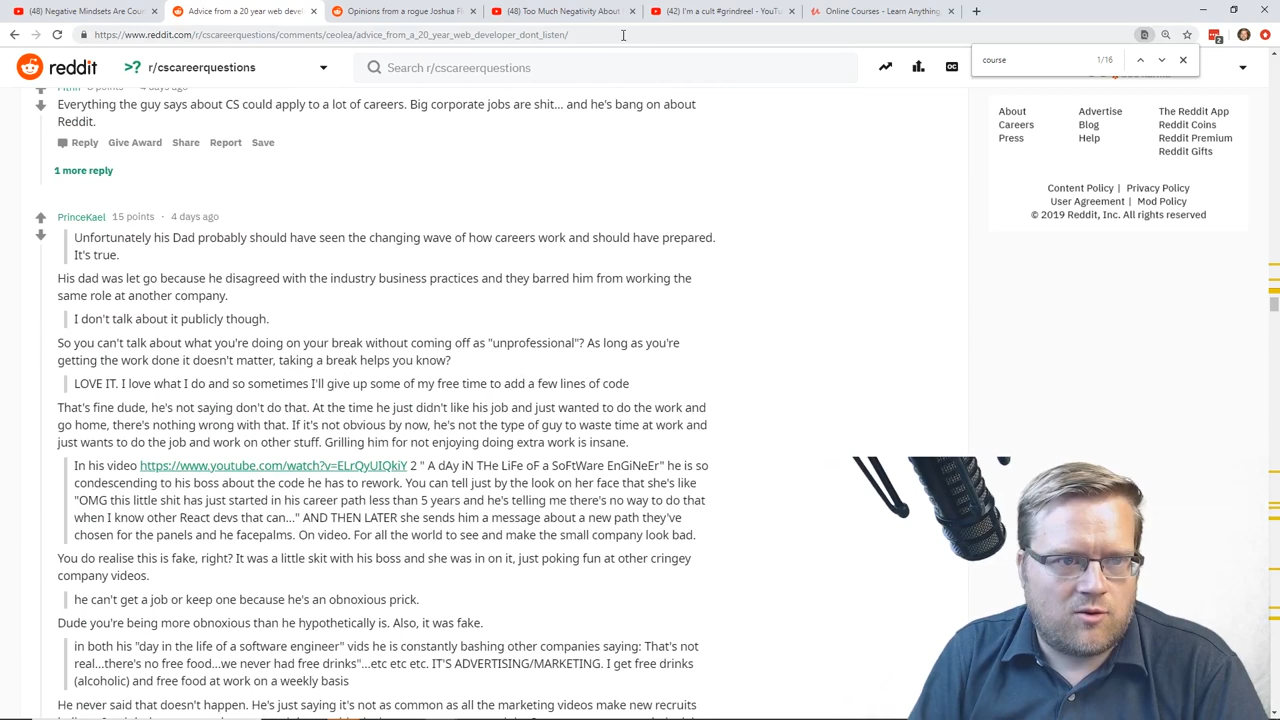 (48) Negative Mindsets Are Coun
Advice from a 20 year web devel
Opinions from a rogue Joshua Fl
(48) Too Much Negativity About
(42) I'm a cult #grindreel - YouTu
Online Courses - Learn Anything,
https://www.reddit.com/r/cscareerquestions/comments/ceolea/advice_from_a_20_year_web_developer_dont_listen/
2
reddit
>?
r/cscareerquestions
Search r/cscareerquestions
course
1/16
4 days ago
Everything the guy says about CS could apply to a lot of careers. Big corporate jobs are shit... and he's bang on about
Reddit.
Reply Give Award Share Report Save
1 more reply
PrinceKael 15 points · 4 days ago
Unfortunately his Dad probably should have seen the changing wave of how careers work and should have prepared.
It's true.
His dad was let go because he disagreed with the industry business practices and they barred him from working the
same role at another company.
I don't talk about it publicly though.
So you can't talk about what you're doing on your break without coming off as "unprofessional"? As long as you're
getting the work done it doesn't matter, taking a break helps you know?
LOVE IT. I love what I do and so sometimes I'll give up some of my free time to add a few lines of code
That's fine dude, he's not saying don't do that. At the time he just didn't like his job and just wanted to do the work and
go home, there's nothing wrong with that. If it's not obvious by now, he's not the type of guy to waste time at work and
just wants to do the job and work on other stuff. Grilling him for not enjoying doing extra work is insane.
In his video https://www.youtube.com/watch?v=ELrQyUIQkiY 2 " A dAy iN THe LiFe oF a SoFtWare EnGiNeEr" he is so
condescending to his boss about the code he has to rework. You can tell just by the look on her face that she's like
"OMG this little shit has just started in his career path less than 5 years and he's telling me there's no way to do that
when I know other React devs that can..." AND THEN LATER she sends him a message about a new path they've
chosen for the panels and he facepalms. On video. For all the world to see and make the small company look bad.
You do realise this is fake, right? It was a little skit with his boss and she was in on it, just poking fun at other cringey
company videos.
he can't get a job or keep one because he's an obnoxious prick.
Dude you're being more obnoxious than he hypothetically is. Also, it was fake.
in both his "day in the life of a software engineer" vids he is constantly bashing other companies saying: That's not
real...there's no free food...we never had free drinks"...etc etc etc. IT'S ADVERTISING/MARKETING. I get free drinks
(alcoholic) and free food at work on a weekly basis
He never said that doesn't happen. He's just saying it's not as common as all the marketing videos make new recruits
About Advertise The Reddit App
Careers Blog Reddit Coins
Press Help Reddit Premium
Reddit Gifts
Content Policy | Privacy Policy
User Agreement | Mod Policy
© 2019 Reddit, Inc. All rights reserved